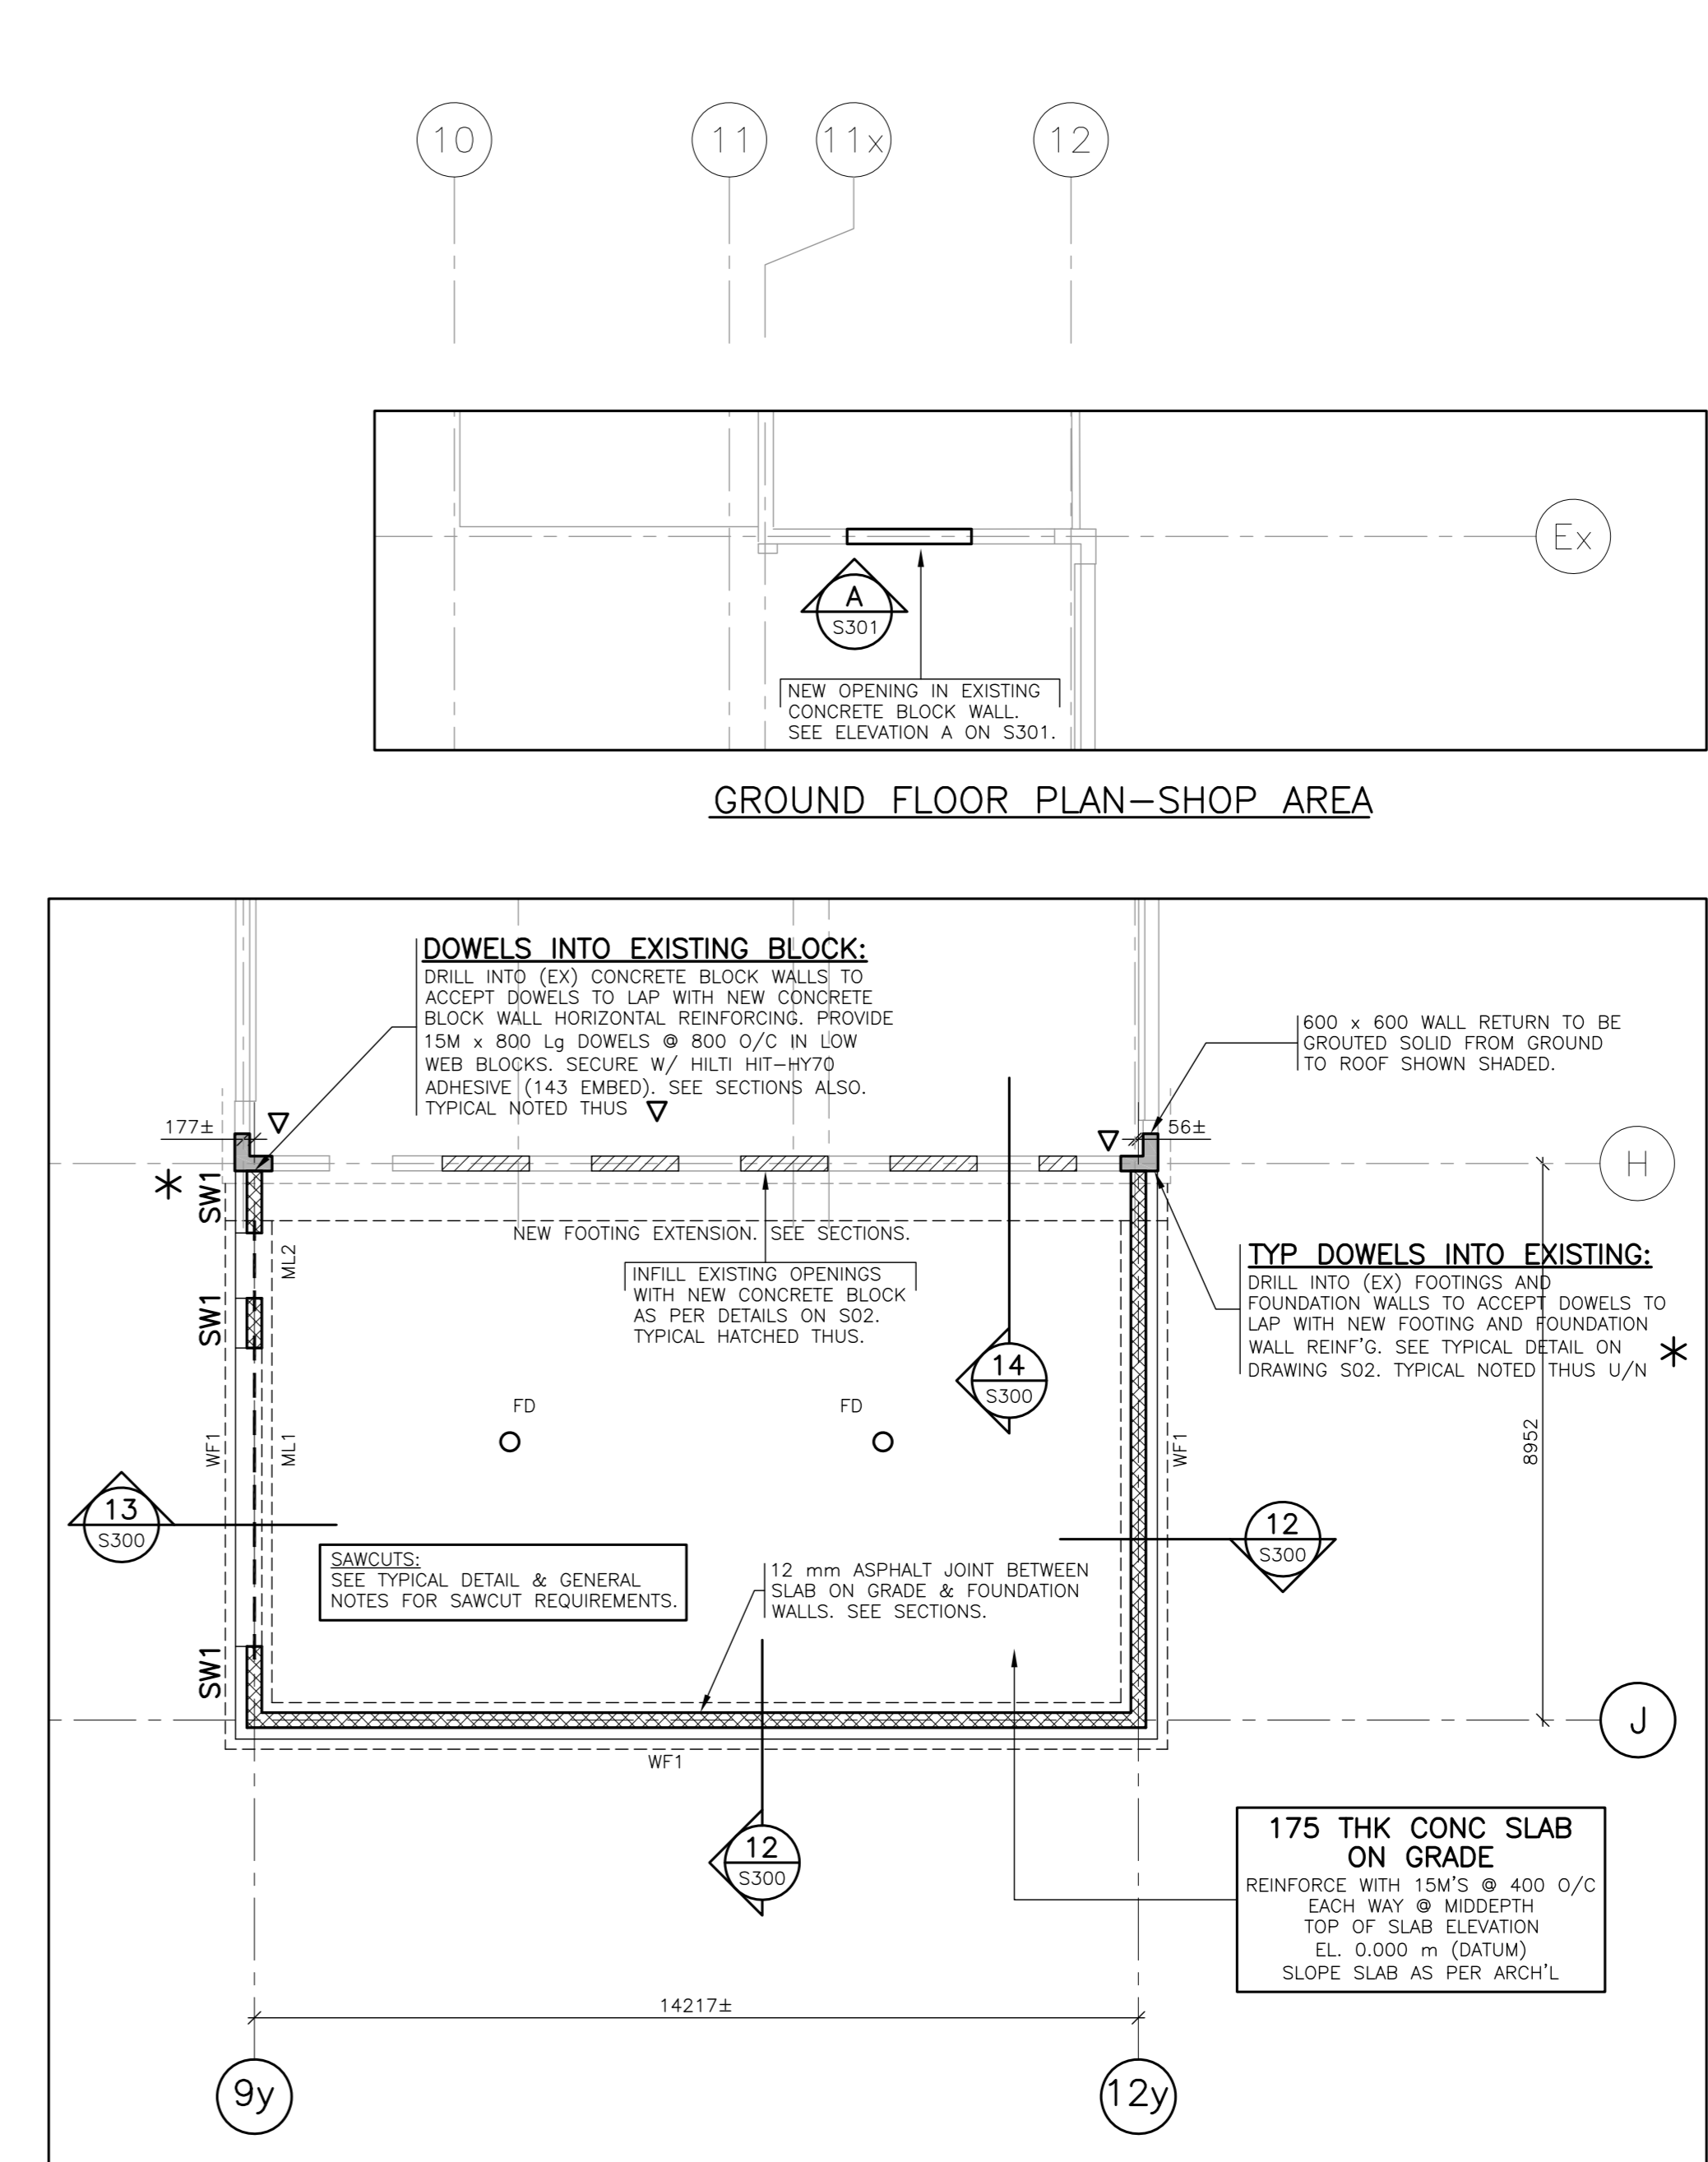 10
11
11x
12
Ex
A
S301
NEW OPENING IN EXISTING
CONCRETE BLOCK WALL.
SEE ELEVATION A ON S301.
GROUND FLOOR PLAN-SHOP AREA
DOWELS INTO EXISTING BLOCK:
DRILL INTO (EX) CONCRETE BLOCK WALLS TO
ACCEPT DOWELS TO LAP WITH NEW CONCRETE
BLOCK WALL HORIZONTAL REINFORCING. PROVIDE
15M x 800 Lg DOWELS @ 800 O/C IN LOW
WEB BLOCKS. SECURE W/ HILTI HIT-HY70
ADHESIVE (143 EMBED). SEE SECTIONS ALSO.
TYPICAL NOTED THUS
600 x 600 WALL RETURN TO BE
GROUTED SOLID FROM GROUND
TO ROOF SHOWN SHADED.
177±
56±
H
SW1
NEW FOOTING EXTENSION. SEE SECTIONS.
ML2
INFILL EXISTING OPENINGS
WITH NEW CONCRETE BLOCK
AS PER DETAILS ON S02.
TYPICAL HATCHED THUS.
TYP DOWELS INTO EXISTING:
DRILL INTO (EX) FOOTINGS AND
FOUNDATION WALLS TO ACCEPT DOWELS TO
LAP WITH NEW FOOTING AND FOUNDATION
WALL REINF'G. SEE TYPICAL DETAIL ON
DRAWING S02. TYPICAL NOTED THUS U/N
SW1
14
S300
FD
FD
WF1
ML1
WF1
8952
13
S300
12
S300
SAWCUTS:
SEE TYPICAL DETAIL & GENERAL
NOTES FOR SAWCUT REQUIREMENTS.
12 mm ASPHALT JOINT BETWEEN
SLAB ON GRADE & FOUNDATION
WALLS. SEE SECTIONS.
SW1
J
WF1
12
S300
175 THK CONC SLAB
ON GRADE
REINFORCE WITH 15M'S @ 400 O/C
EACH WAY @ MIDDEPTH
TOP OF SLAB ELEVATION
EL. 0.000 m (DATUM)
SLOPE SLAB AS PER ARCH'L
14217±
9y
12y